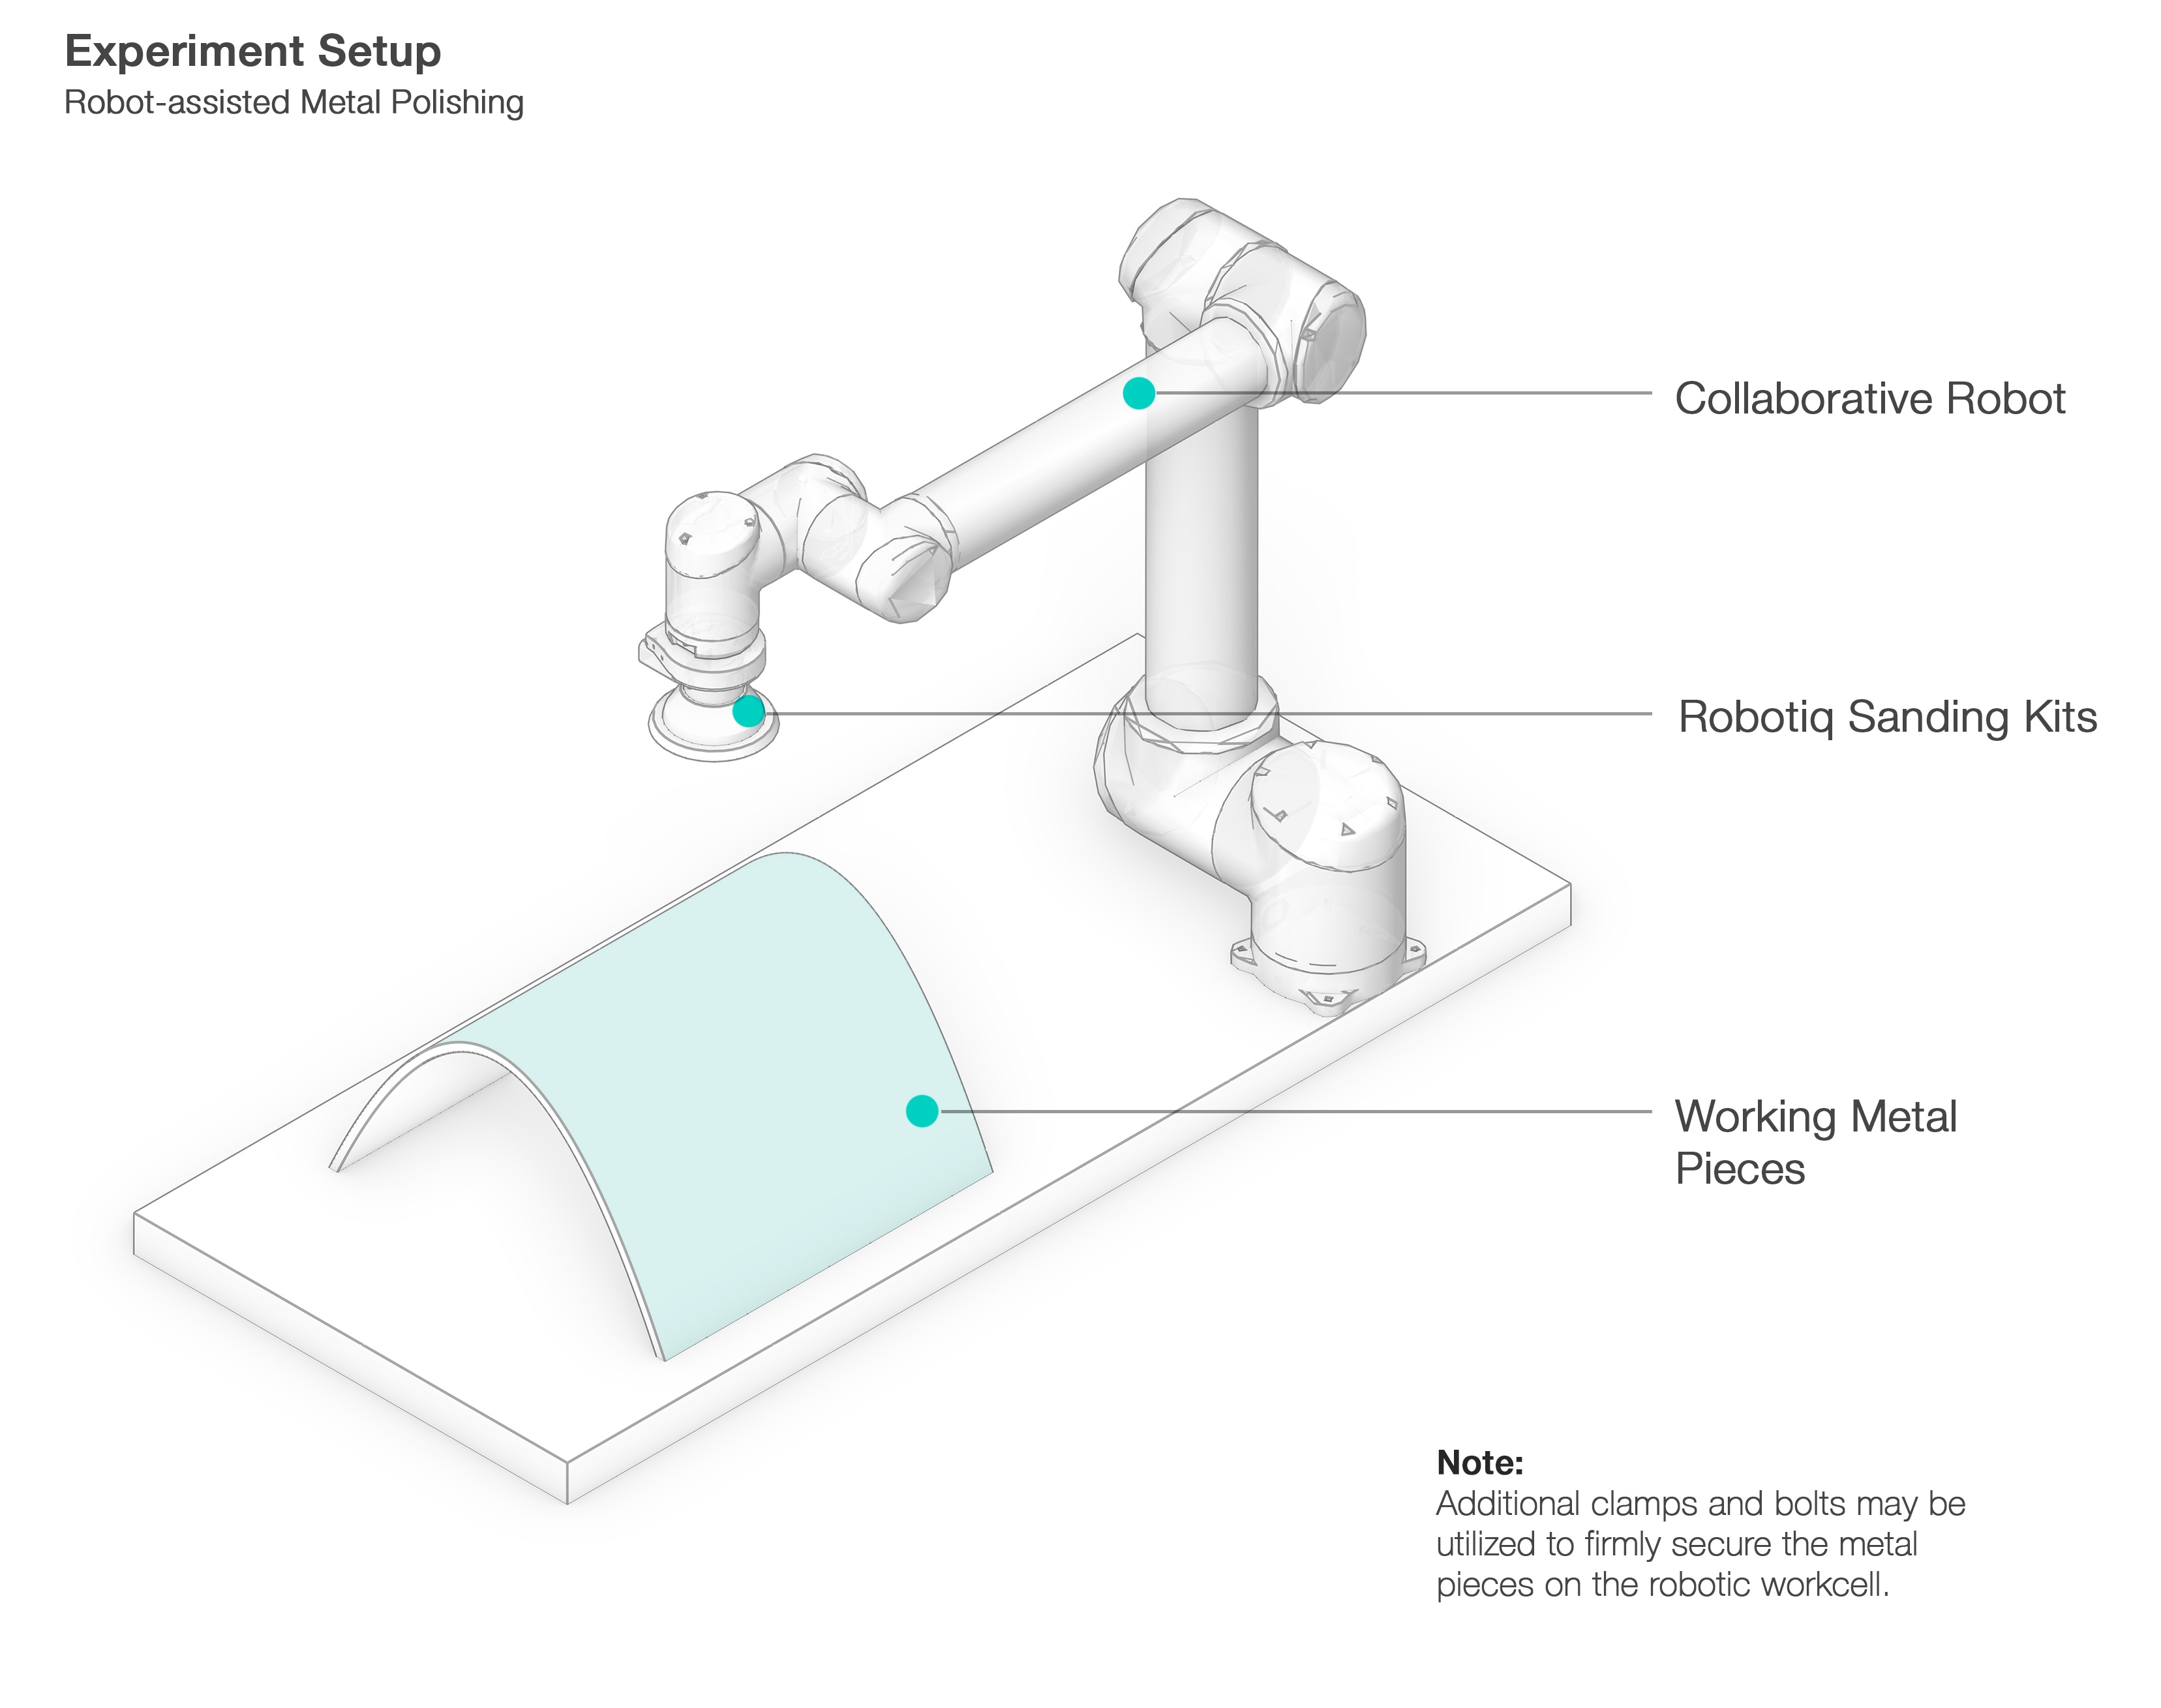 Experiment Setup
Robot-assisted Metal Polishing
Collaborative Robot
Robotiq Sanding Kits
Working Metal
Pieces
Note:
Additional clamps and bolts may be
utilized to firmly secure the metal
pieces on the robotic workcell.